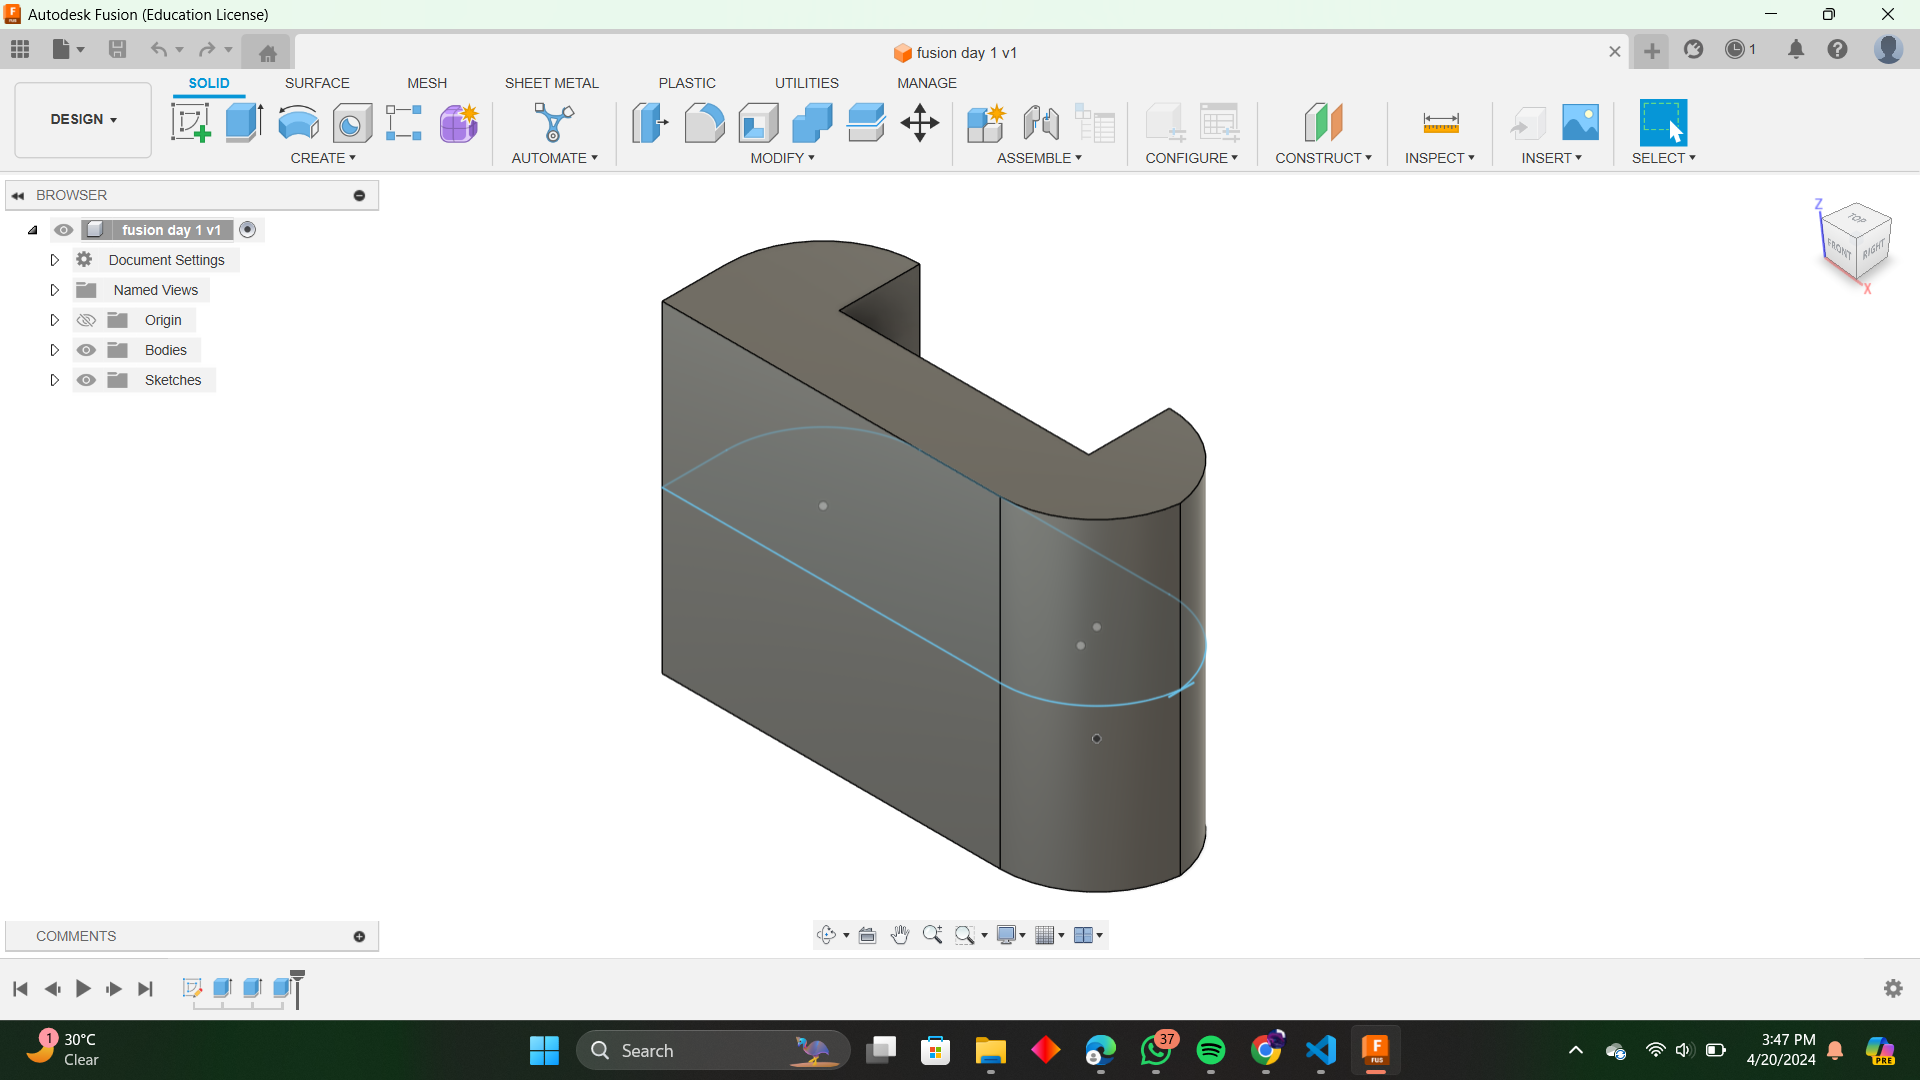 Autodesk Fusion (Education License)
fusion day 1 v1
1
DESIGN
SOLID
SURFACE
MESH
SHEET METAL
PLASTIC
UTILITIES
MANAGE
CREATE
AUTOMATE
MODIFY
ASSEMBLE
CONFIGURE
CONSTRUCT
INSPECT
INSERT
SELECT
BROWSER
fusion day 1 v1
Document Settings
Named Views
Origin
Bodies
Sketches
Z
TOP
FRONT
RIGHT
X
COMMENTS
1
30°C
Clear
Search
37
F
FUS
3:47 PM
4/20/2024
PRE